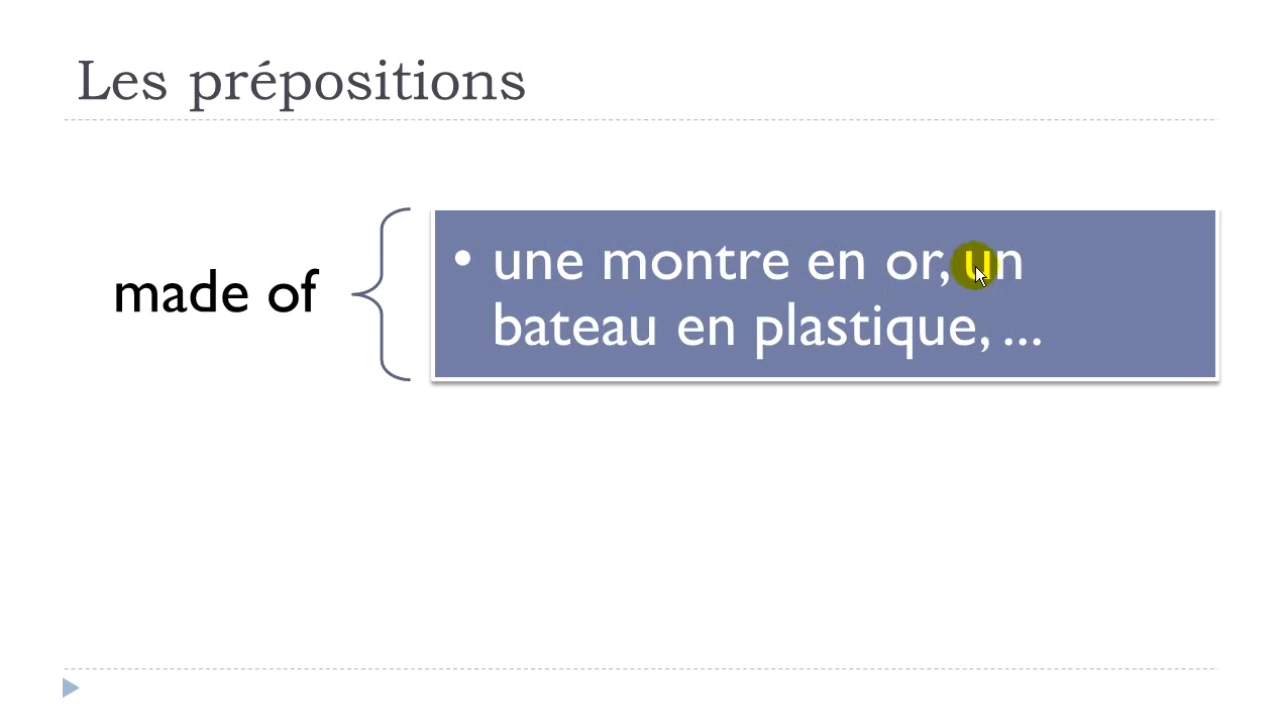 Les prépositions
made of
• une montre en or, un
bateau en plastique, ...